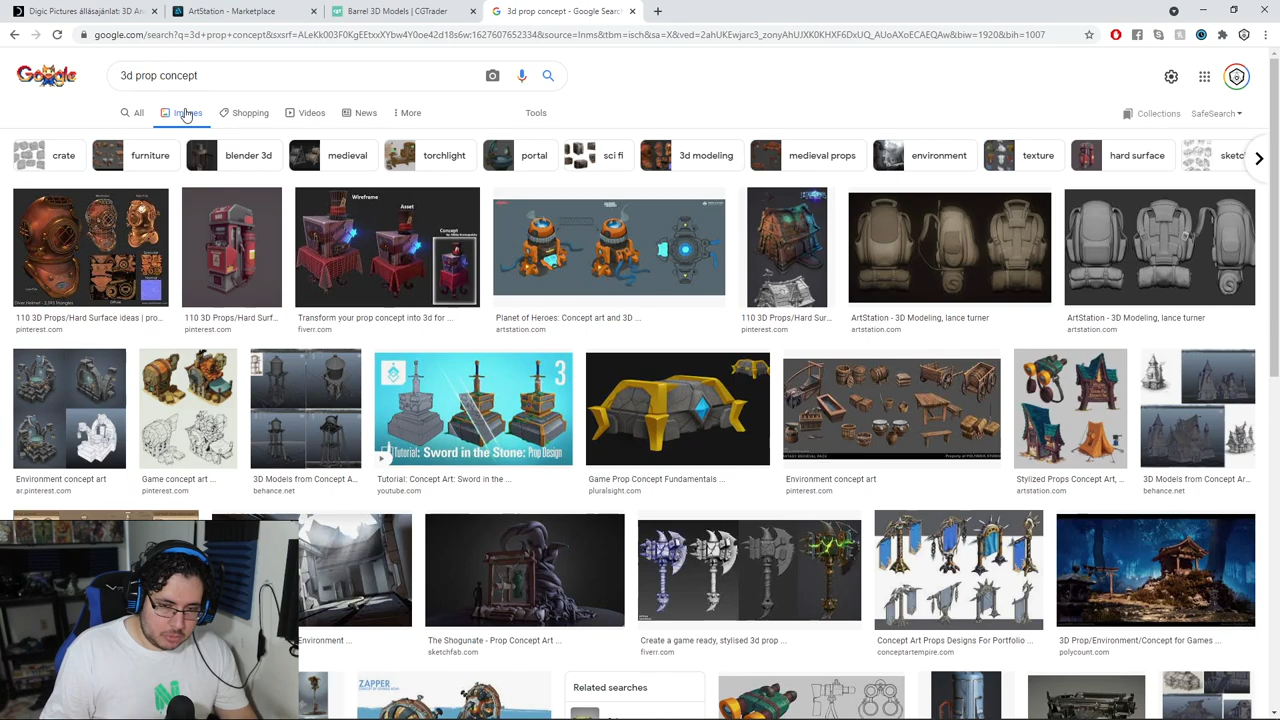 Digic Pictures állásajánlat: 3D Ar
ArtStation - Marketplace
Barrel 3D Models | CGTrader
3d prop concept - Google Search
google.com/search?q=3d+prop+concept&sxsrf=ALeKk003F0KgEEtxxYYbw4Y0et2d18s6w:1627607652334&source=lnms&tbm=isch&sa=X&ved=2ahUKEwjarc3_zonyAhUJXK0KHXF6DxUQ_AUoAXoECAEQAw&biw=1920&bih=1007
Google
3d prop concept
All
Images
Shopping
Videos
News
More
Tools
Collections
SafeSearch
crate
furniture
blender 3d
medieval
torchlight
portal
sci fi
3d modeling
medieval props
environment
texture
hard surface
Wireframe
Asset
Concept
110 3D Props/Hard Surface ideas | pro...
pinterest.com
110 3D Props/Hard Surf...
pinterest.com
Transform your prop concept into 3d for ...
fiverr.com
Planet of Heroes: Concept art and 3D ...
artstation.com
110 3D Props/Hard Sur...
pinterest.com
ArtStation - 3D Modeling, lance turner
artstation.com
ArtStation - 3D Modeling, lance turner
artstation.com
3
Tutorial: Sword in the Stone: Prop Design
Environment concept art
ar.pinterest.com
Game concept art ...
pinterest.com
3D Models from Concept A...
behance.net
Tutorial: Concept Art: Sword in the ...
youtube.com
Game Prop Concept Fundamentals ...
pluralsight.com
Environment concept art
pinterest.com
Stylized Props Concept Art, ...
artstation.com
3D Models from Concept Ar...
behance.net
Environment ...
The Shogunate - Prop Concept Art ...
sketchfab.com
Create a game ready, stylised 3d prop ...
fiverr.com
Concept Art Props Designs For Portfolio ...
conceptartempire.com
3D Prop/Environment/Concept for Games ...
polycount.com
ZAPPER
Related searches